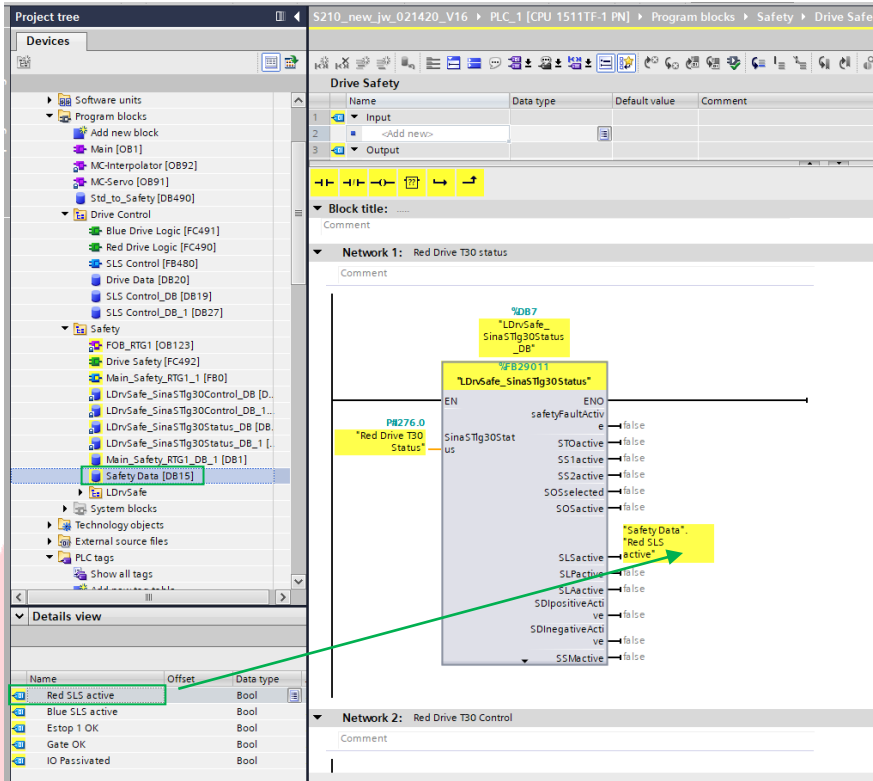 Project tree
Devices
Software units
Program blocks
Add new block
Main [OB1]
MC-Interpolator [OB92]
MC-Servo [OB91]
Std_to_Safety [DB490]
Drive Control
Blue Drive Logic [FC491]
Red Drive Logic [FC490]
SLS Control [FB480]
Drive Data [DB20]
SLS Control_DB [DB19]
SLS Control_DB_1 [DB27]
Safety
FOB_RTG1 [OB123]
Drive Safety [FC492]
Main_Safety_RTG1_1 [FB0]
LDrvSafe_SinaSTlg30Control_DB [D..
LDrvSafe_SinaSTlg30Control_DB_1..
LDrvSafe_SinaSTlg30Status_DB [DB.
LDrvSafe_SinaSTlg30Status_DB_1 [.
Main_Safety_RTG1_DB_1 [DB1]
Safety Data [DB15]
LDrvSafe
System blocks
Technology objects
External source files
PLC tags
Show all tags
Add new tag table
Details view
Name Offset Data type
Red SLS active Bool
Blue SLS active Bool
Estop 1 OK Bool
Gate OK Bool
IO Passivated Bool
S210_new_jw_021420_V16 PLC_1 [CPU 1511TF-1 PN] Program blocks Safety Drive Safe
Drive Safety
Name Data type Default value Comment
1 Input
2 <Add new>
3 Output
??
Block title: .....
Comment
Network 1: Red Drive T30 status
Comment
%DB7
"LDrvSafe_
SinaSTlg30Status
_DB"
%FB29011
"LDrvSafe_SinaSTlg30Status"
EN ENO
safetyFaultActiv
e false
P#276.0
"Red Drive T30
Status"
SinaSTlg30Stat
us
STOactive false
SS1active false
SS2active false
SOSselected false
SOSactive false
"Safety Data".
"Red SLS
active"
SLSactive
SLPactive false
SLAactive false
SDIpositiveActi
ve false
SDInegativeActi
ve false
SSMactive false
Network 2: Red Drive T30 Control
Comment